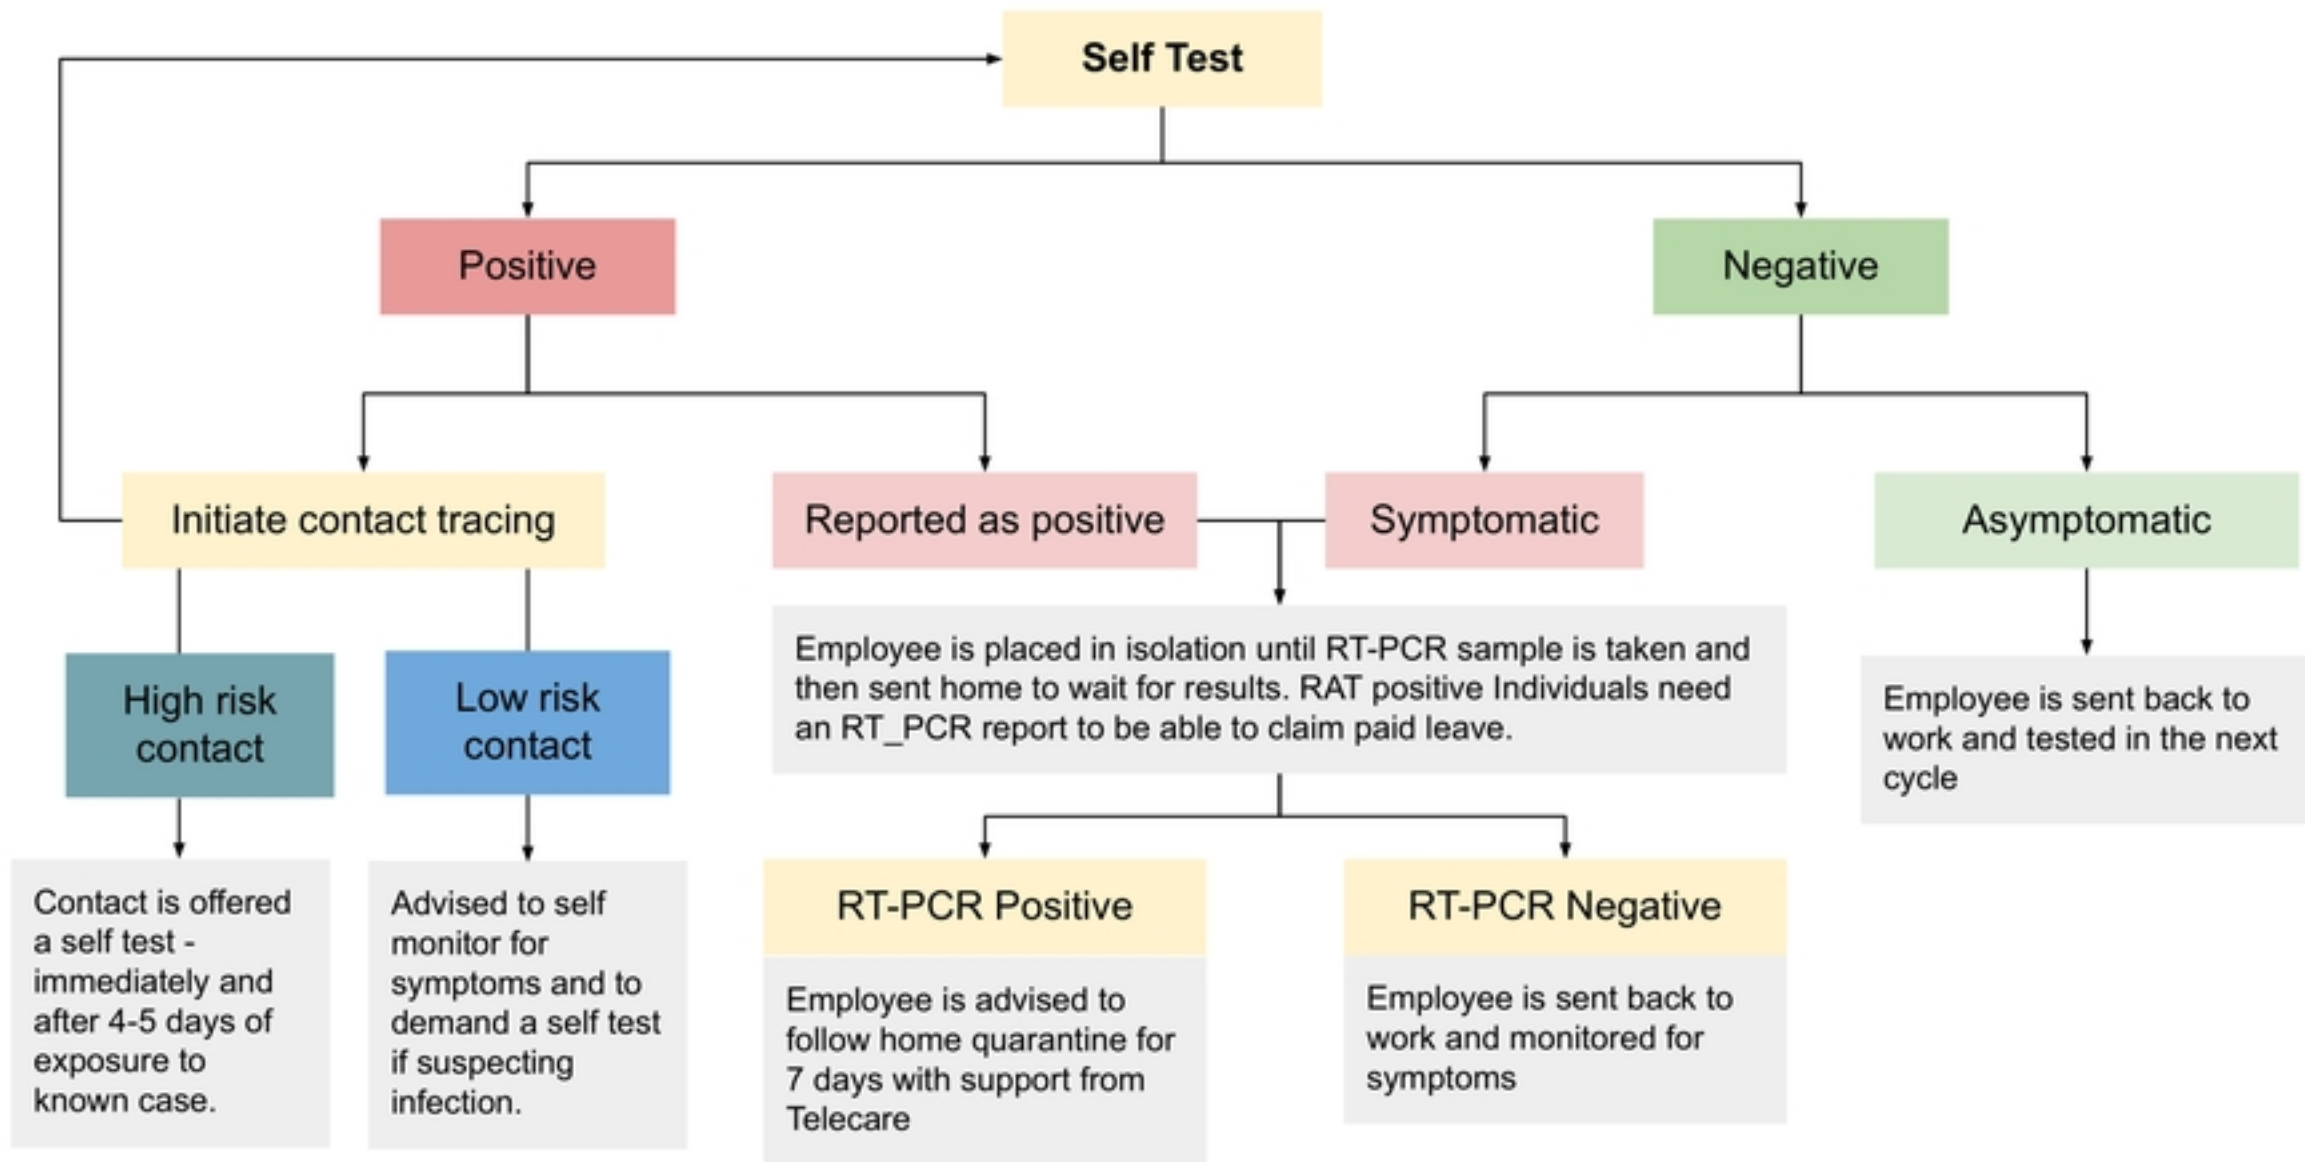 Self Test
Positive
Negative
Initiate contact tracing
Reported as positive
Symptomatic
Asymptomatic
High risk
contact
Low risk
contact
Employee is placed in isolation until RT-PCR sample is taken and
then sent home to wait for results. RAT positive Individuals need
an RT_PCR report to be able to claim paid leave.
Employee is sent back to
work and tested in the next
cycle
Contact is offered
a self test -
immediately and
after 4-5 days of
exposure to
known case.
Advised to self
monitor for
symptoms and to
demand a self test
if suspecting
infection.
RT-PCR Positive
Employee is advised to
follow home quarantine for
7 days with support from
Telecare
RT-PCR Negative
Employee is sent back to
work and monitored for
symptoms